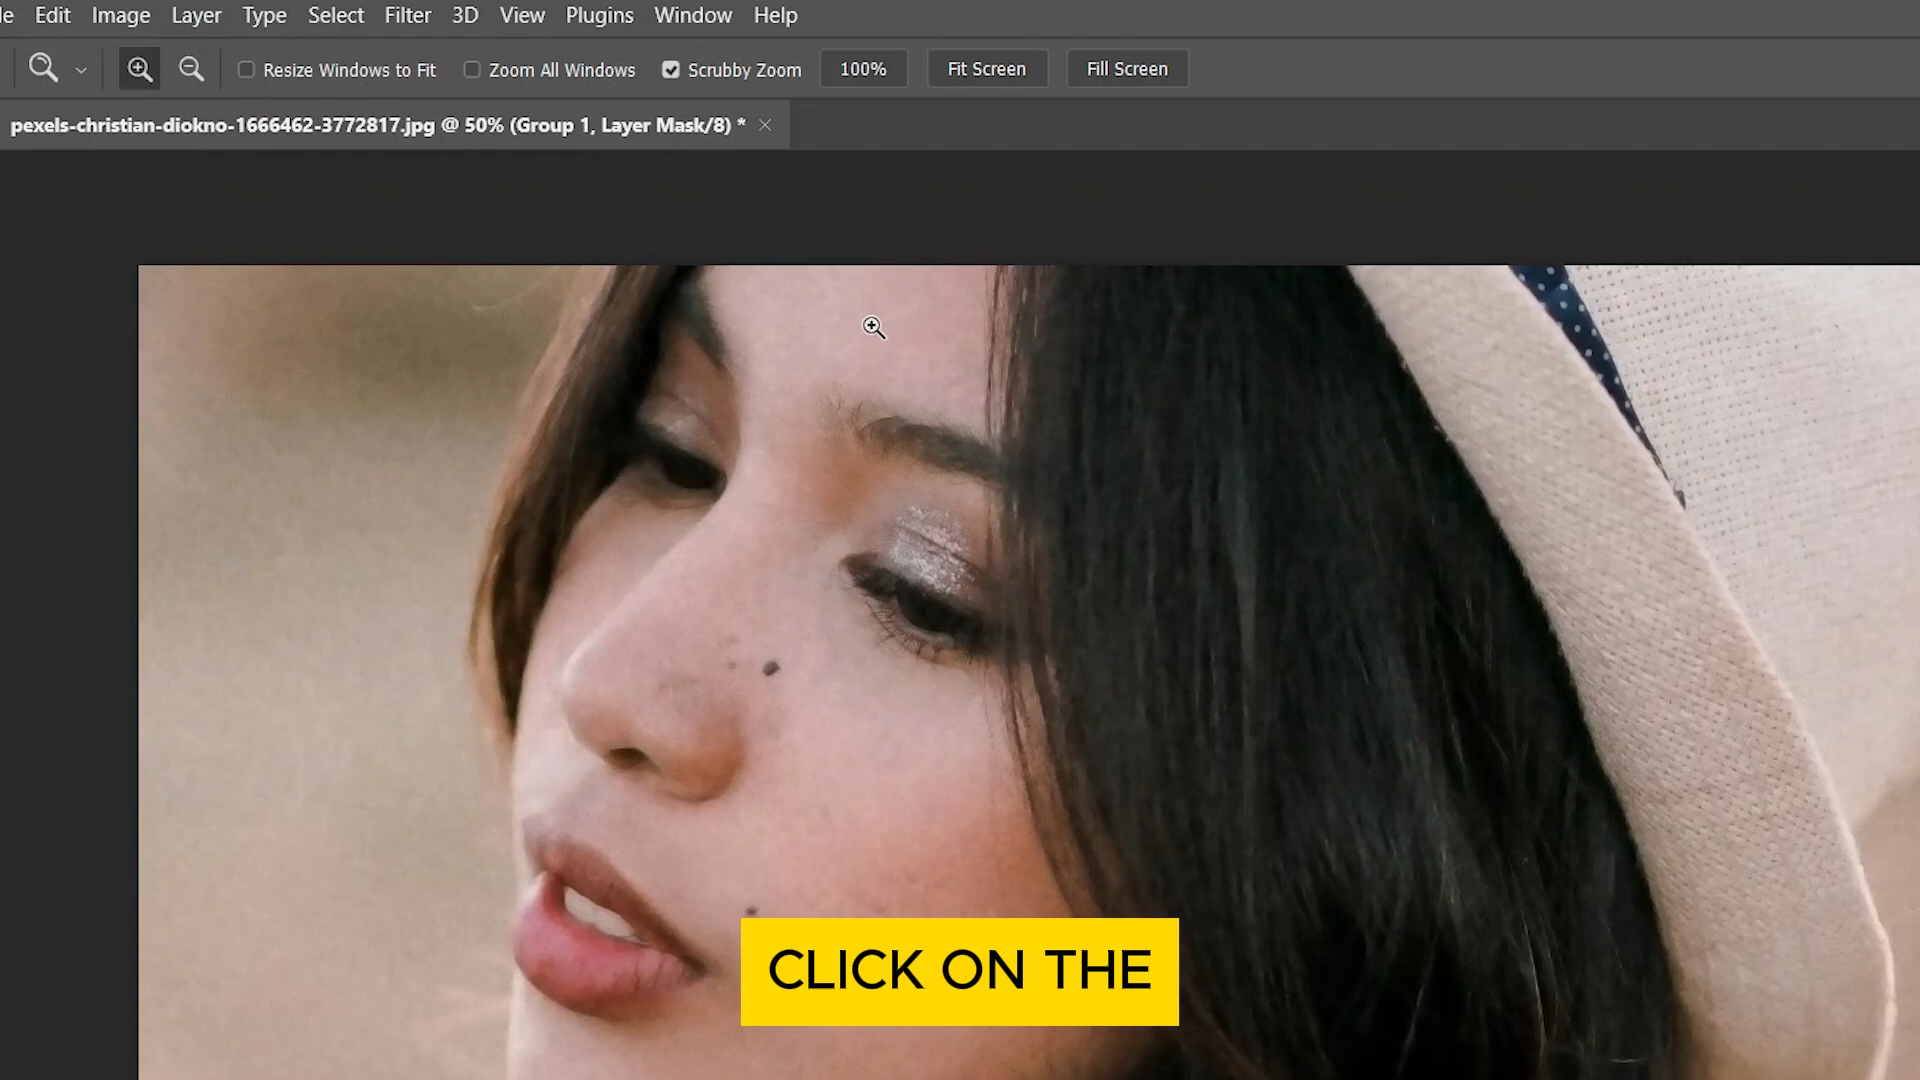 le Edit Image Layer Type Select Filter 3D View Plugins Window Help
Resize Windows to Fit Zoom All Windows Scrubby Zoom 100% Fit Screen Fill Screen
pexels-christian-diokno-1666462-3772817.jpg @ 50% (Group 1, Layer Mask/8) *
CLICK ON THE